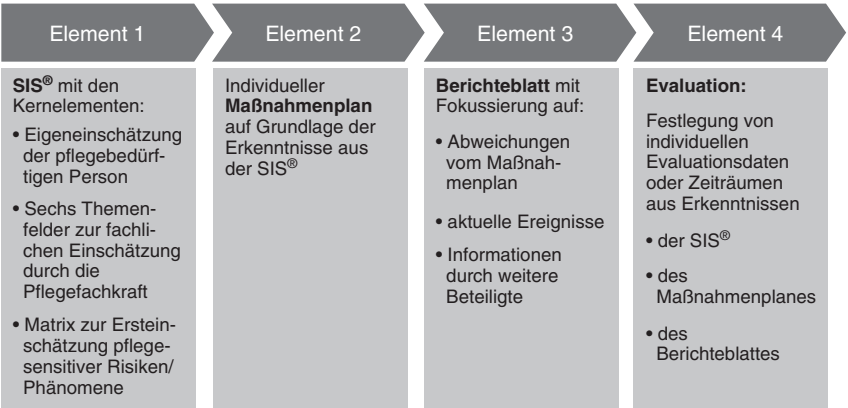 Element 1
Element 2
Element 3
Element 4
SIS® mit den
Kernelementen:
• Eigeneinschätzung
der pflegebedürf-
tigen Person
• Sechs Themen-
felder zur fachli-
chen Einschätzung
durch die
Pflegefachkraft
• Matrix zur Erstein-
schätzung pflege-
sensitiver Risiken/
Phänomene
Individueller
Maßnahmenplan
auf Grundlage der
Erkenntnisse aus
der SIS®
Berichteblatt mit
Fokussierung auf:
• Abweichungen
vom Maßnah-
menplan
• aktuelle Ereignisse
• Informationen
durch weitere
Beteiligte
Evaluation:
Festlegung von
individuellen
Evaluationsdaten
oder Zeiträumen
aus Erkenntnissen
• der SIS®
• des
Maßnahmenplanes
• des
Berichteblattes